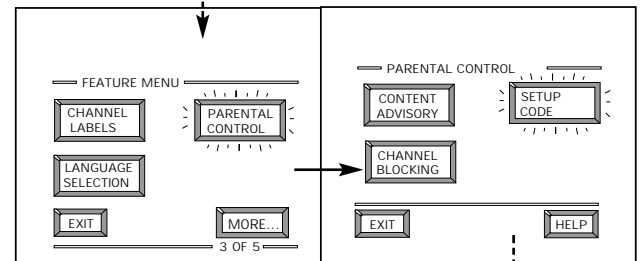 FEATURE MENU
CHANNEL
LABELS
PARENTAL
CONTROL
LANGUAGE
SELECTION
EXIT
MORE...
3 OF 5
PARENTAL CONTROL
CONTENT
ADVISORY
SETUP
CODE
CHANNEL
BLOCKING
EXIT
HELP